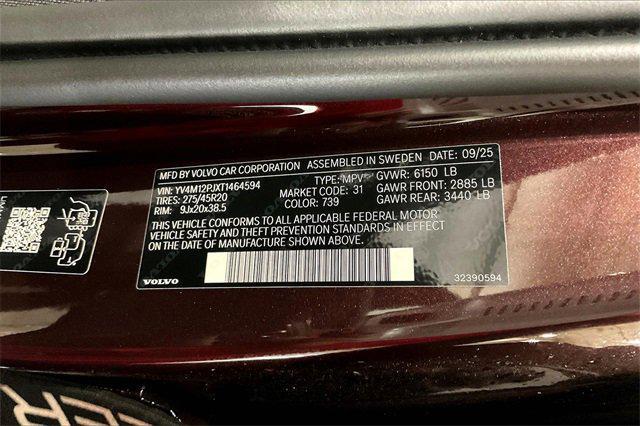 MFD BY VOLVO CAR CORPORATION ASSEMBLED IN SWEDEN DATE: 09/25
VIN: YV4M12PJXT1464594 TYPE: MPV GVWR: 6150 LB
TIRES: 275/45R20 MARKET CODE: 31 GAWR FRONT: 2885 LB
RIM: 9Jx20x38.5 COLOR: 739 GAWR REAR: 3440 LB
THIS VEHICLE CONFORMS TO ALL APPLICABLE FEDERAL MOTOR
VEHICLE SAFETY AND THEFT PREVENTION STANDARDS IN EFFECT
ON THE DATE OF MANUFACTURE SHOWN ABOVE.
VOLVO 32390594
ER